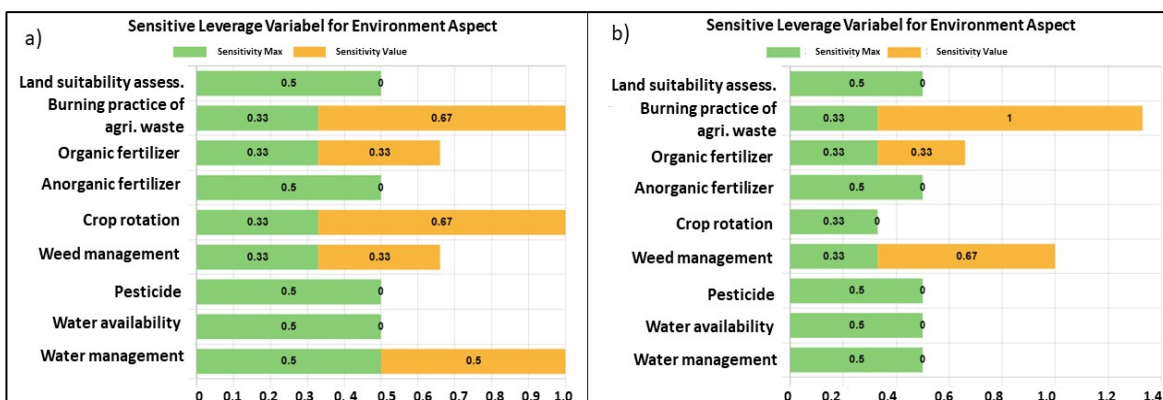 a)
Sensitive Leverage Variabel for Environment Aspect
Sensitivity Max Sensitivity Value
Land suitability assess. 0.5 0
Burning practice of
agri. waste 0.33 0.67
Organic fertilizer 0.33 0.33
Anorganic fertilizer 0.5 0
Crop rotation 0.33 0.67
Weed management 0.33 0.33
Pesticide 0.5 0
Water availability 0.5 0
Water management 0.5 0.5
0 0.1 0.2 0.3 0.4 0.5 0.6 0.7 0.8 0.9 1.0
b)
Sensitive Leverage Variabel for Environment Aspect
Sensitivity Max Sensitivity Value
Land suitability assess. 0.5 0
Burning practice of
agri. waste 0.33 1
Organic fertilizer 0.33 0.33
Anorganic fertilizer 0.5 0
Crop rotation 0.33 0
Weed management 0.33 0.67
Pesticide 0.5 0
Water availability 0.5 0
Water management 0.5 0
0 0.2 0.4 0.6 0.8 1.0 1.2 1.4